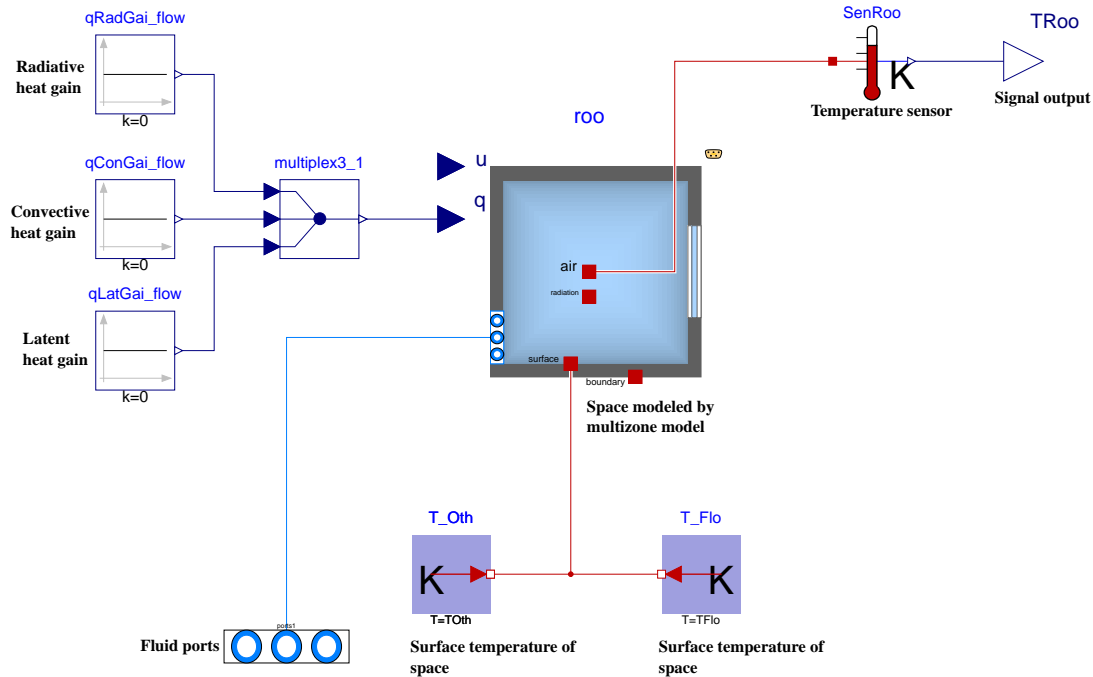 qRadGai_flow
Radiative
heat gain
k=0
qConGai_flow
Convective
heat gain
k=0
qLatGai_flow
Latent
heat gain
k=0
multiplex3_1
u
q
roo
air
radiation
surface
boundary
Space modeled by
multizone model
SenRoo
K
Temperature sensor
TRoo
Signal output
T_Oth
K
T=TOth
Surface temperature of
space
T_Flo
K
T=TFlo
Surface temperature of
space
ports1
Fluid ports